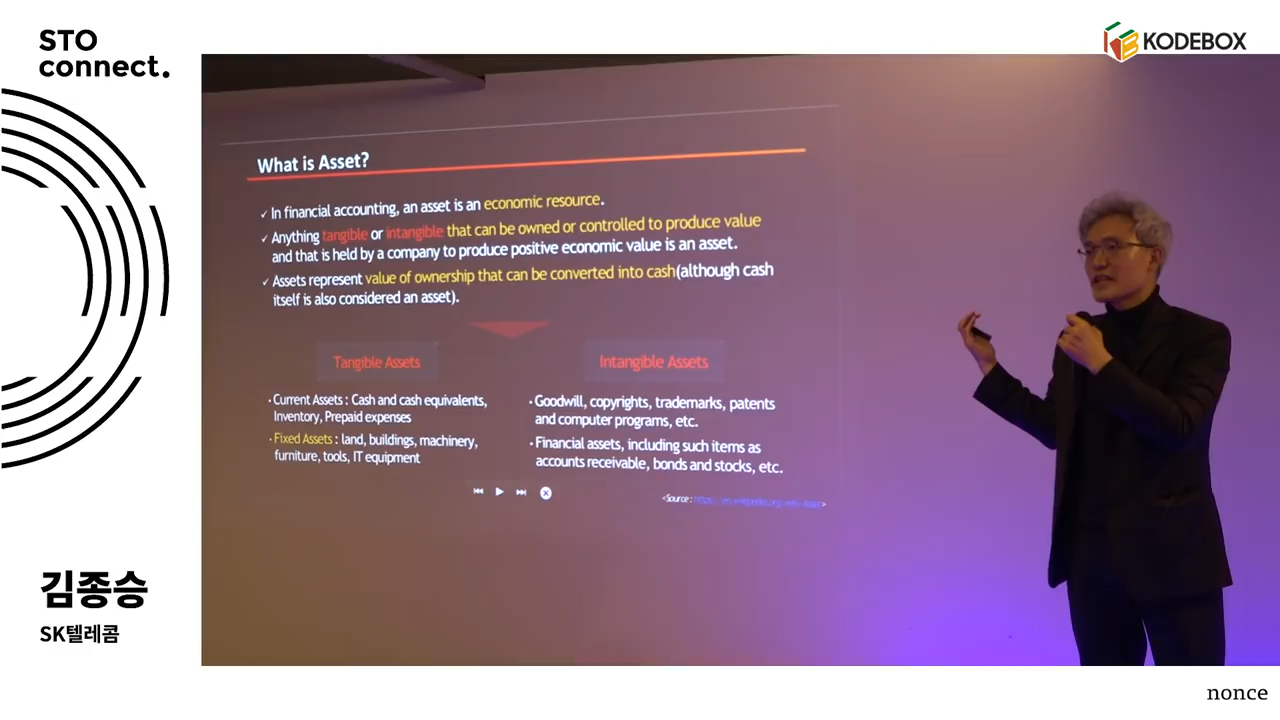 STO
connect.
KODEBOX
What is Asset?
✓ In financial accounting, an asset is an economic resource.
✓ Anything tangible or intangible that can be owned or controlled to produce value
and that is held by a company to produce positive economic value is an asset.
✓ Assets represent value of ownership that can be converted into cash(although cash
itself is also considered an asset).
Tangible Assets
· Current Assets : Cash and cash equivalents,
Inventory, Prepaid expenses
· Fixed Assets : land, buildings, machinery,
furniture, tools, IT equipment
Intangible Assets
· Goodwill, copyrights, trademarks, patents
and computer programs, etc.
· Financial assets, including such items as
accounts receivable, bonds and stocks, etc.
<Source : >
김종승
SK텔레콤
nonce